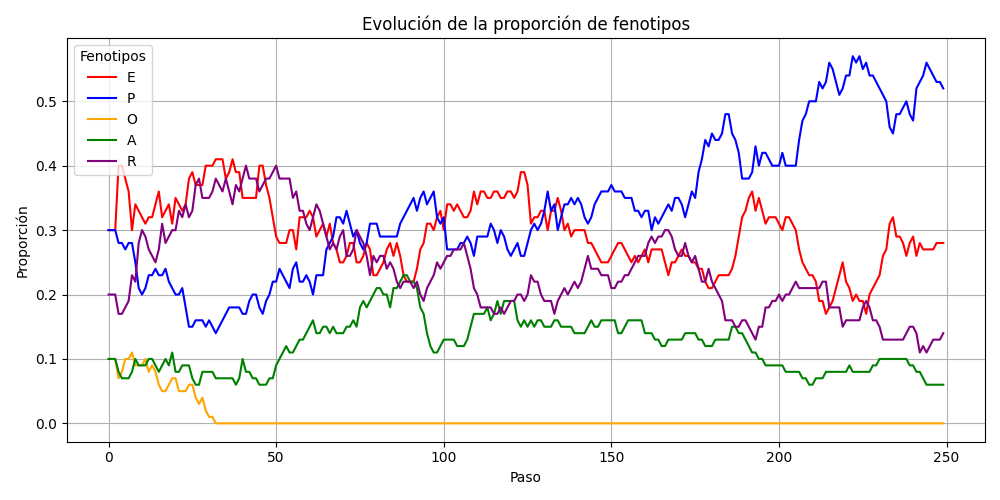 Evolución de la proporción de fenotipos
Fenotipos
E
P
O
A
R
Proporción
0.5
0.4
0.3
0.2
0.1
0.0
0 50 100 150 200 250
Paso